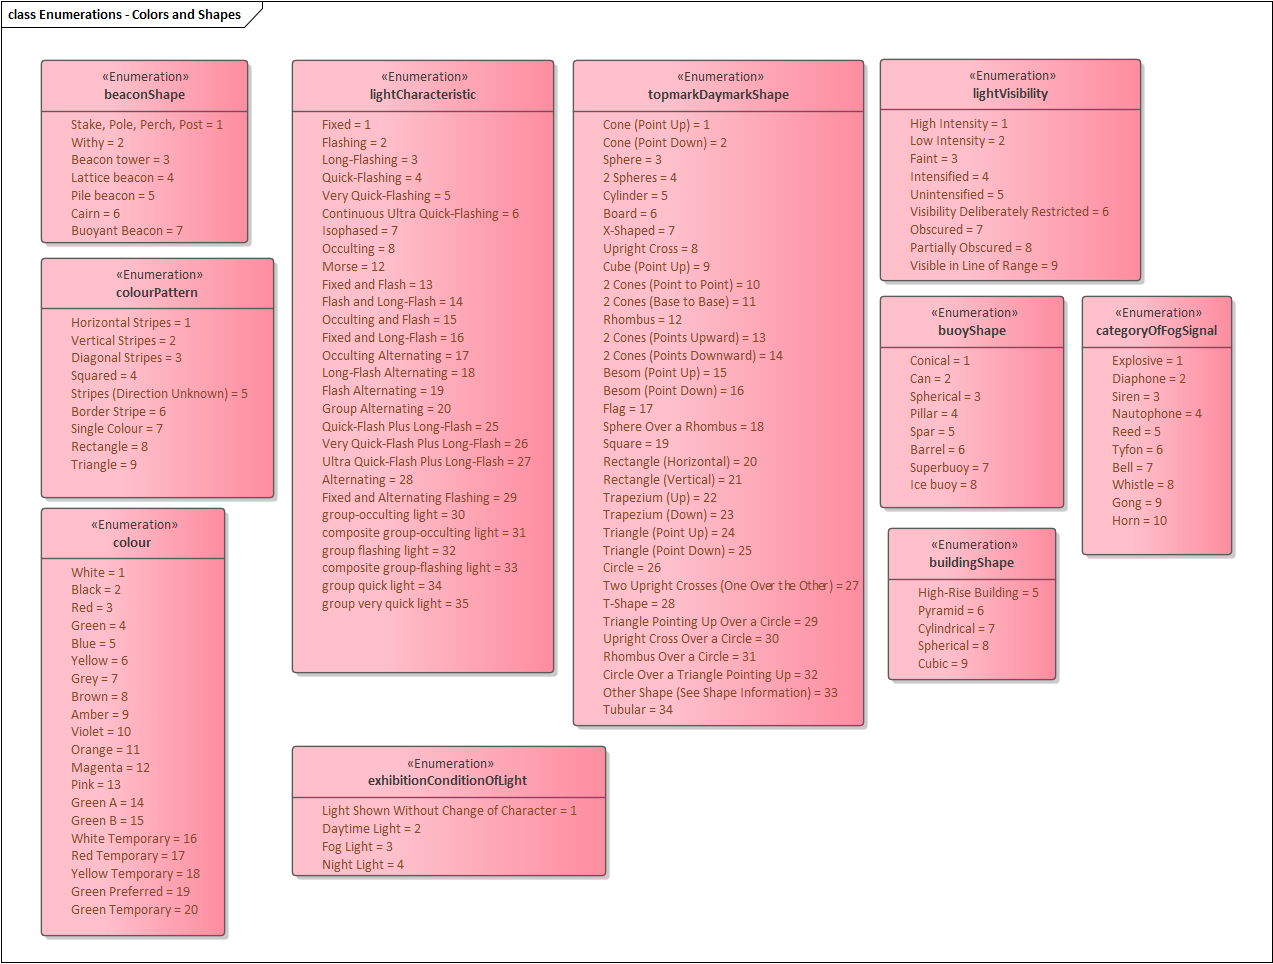 class Enumerations - Colors and Shapes
«Enumeration»
beaconShape
Stake, Pole, Perch, Post = 1
Withy = 2
Beacon tower = 3
Lattice beacon = 4
Pile beacon = 5
Cairn = 6
Buoyant Beacon = 7
«Enumeration»
colourPattern
Horizontal Stripes = 1
Vertical Stripes = 2
Diagonal Stripes = 3
Squared = 4
Stripes (Direction Unknown) = 5
Border Stripe = 6
Single Colour = 7
Rectangle = 8
Triangle = 9
«Enumeration»
colour
White = 1
Black = 2
Red = 3
Green = 4
Blue = 5
Yellow = 6
Grey = 7
Brown = 8
Amber = 9
Violet = 10
Orange = 11
Magenta = 12
Pink = 13
Green A = 14
Green B = 15
White Temporary = 16
Red Temporary = 17
Yellow Temporary = 18
Green Preferred = 19
Green Temporary = 20
«Enumeration»
lightCharacteristic
Fixed = 1
Flashing = 2
Long-Flashing = 3
Quick-Flashing = 4
Very Quick-Flashing = 5
Continuous Ultra Quick-Flashing = 6
Isophased = 7
Occulting = 8
Morse = 12
Fixed and Flash = 13
Flash and Long-Flash = 14
Occulting and Flash = 15
Fixed and Long-Flash = 16
Occulting Alternating = 17
Long-Flash Alternating = 18
Flash Alternating = 19
Group Alternating = 20
Quick-Flash Plus Long-Flash = 25
Very Quick-Flash Plus Long-Flash = 26
Ultra Quick-Flash Plus Long-Flash = 27
Alternating = 28
Fixed and Alternating Flashing = 29
group-occulting light = 30
composite group-occulting light = 31
group flashing light = 32
composite group-flashing light = 33
group quick light = 34
group very quick light = 35
«Enumeration»
exhibitionConditionOfLight
Light Shown Without Change of Character = 1
Daytime Light = 2
Fog Light = 3
Night Light = 4
«Enumeration»
topmarkDaymarkShape
Cone (Point Up) = 1
Cone (Point Down) = 2
Sphere = 3
2 Spheres = 4
Cylinder = 5
Board = 6
X-Shaped = 7
Upright Cross = 8
Cube (Point Up) = 9
2 Cones (Point to Point) = 10
2 Cones (Base to Base) = 11
Rhombus = 12
2 Cones (Points Upward) = 13
2 Cones (Points Downward) = 14
Besom (Point Up) = 15
Besom (Point Down) = 16
Flag = 17
Sphere Over a Rhombus = 18
Square = 19
Rectangle (Horizontal) = 20
Rectangle (Vertical) = 21
Trapezium (Up) = 22
Trapezium (Down) = 23
Triangle (Point Up) = 24
Triangle (Point Down) = 25
Circle = 26
Two Upright Crosses (One Over the Other) = 27
T-Shape = 28
Triangle Pointing Up Over a Circle = 29
Upright Cross Over a Circle = 30
Rhombus Over a Circle = 31
Circle Over a Triangle Pointing Up = 32
Other Shape (See Shape Information) = 33
Tubular = 34
«Enumeration»
lightVisibility
High Intensity = 1
Low Intensity = 2
Faint = 3
Intensified = 4
Unintensified = 5
Visibility Deliberately Restricted = 6
Obscured = 7
Partially Obscured = 8
Visible in Line of Range = 9
«Enumeration»
buoyShape
Conical = 1
Can = 2
Spherical = 3
Pillar = 4
Spar = 5
Barrel = 6
Superbuoy = 7
Ice buoy = 8
«Enumeration»
categoryOfFogSignal
Explosive = 1
Diaphone = 2
Siren = 3
Nautophone = 4
Reed = 5
Tyfon = 6
Bell = 7
Whistle = 8
Gong = 9
Horn = 10
«Enumeration»
buildingShape
High-Rise Building = 5
Pyramid = 6
Cylindrical = 7
Spherical = 8
Cubic = 9